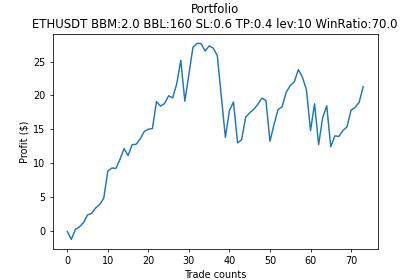 Portfolio
ETHUSDT BBM:2.0 BBL:160 SL:0.6 TP:0.4 lev:10 WinRatio:70.0
Profit ($)
25
20
15
10
5
0
0 10 20 30 40 50 60 70
Trade counts